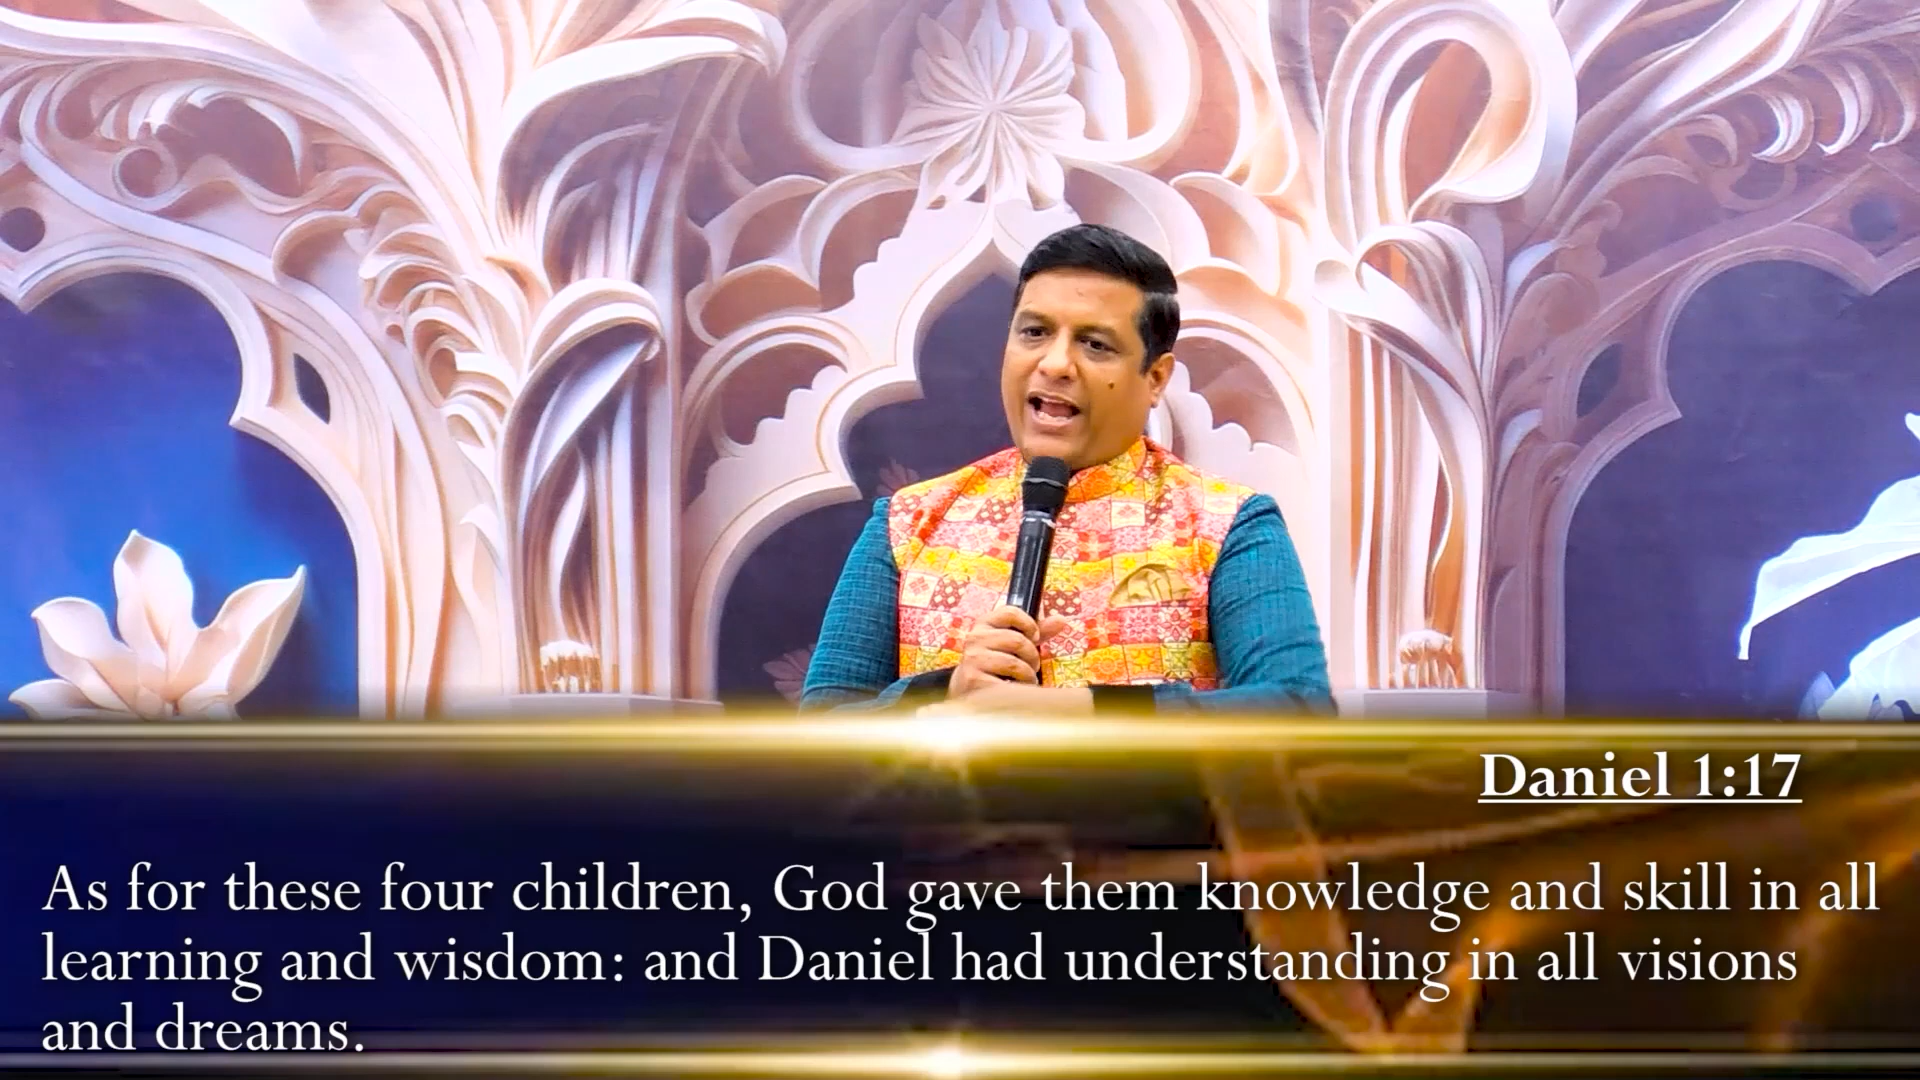 Daniel 1:17
As for these four children, God gave them knowledge and skill in all
learning and wisdom: and Daniel had understanding in all visions
and dreams.